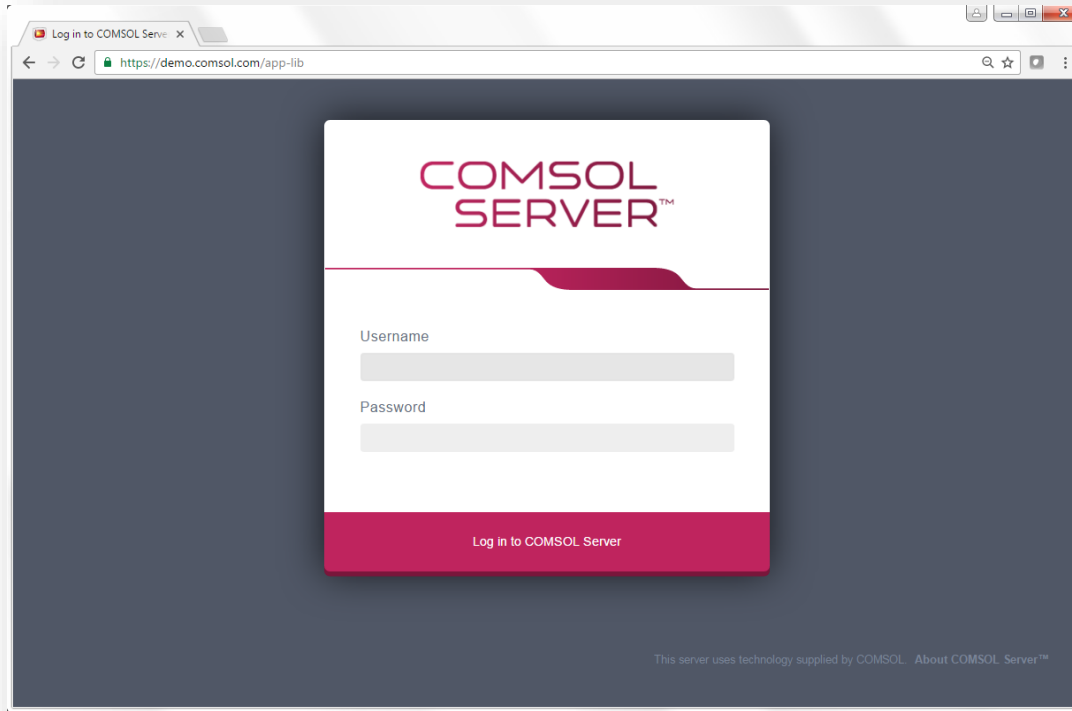 Log in to COMSOL Serve
https://demo.comsol.com/app-lib
COMSOL
SERVER™
Username
Password
Log in to COMSOL Server
This server uses technology supplied by COMSOL. About COMSOL Server™